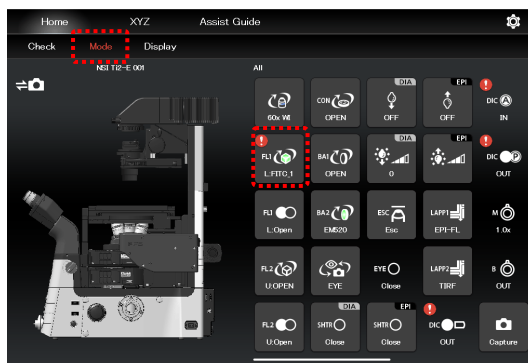 Home XYZ Assist Guide
Check Mode Display
NSI Ti2-E 001 All
60x WI
CON
OPEN
DIA
OFF
EPI
OFF
!
DIC A
IN
!
FL1
L:FITC_1
BA1
OPEN
DIA
0
EPI
!
DIC P
OUT
FL1
L:Open
BA2
EM520
ESC
Esc
LAPP1
EPI-FL
M
1.0x
FL2
U:OPEN
EYE
EYE
Close
LAPP2
TIRF
B
OUT
FL2
U:Open
DIA
SHTR
Close
EPI
SHTR
Close
!
DIC
OUT
Capture